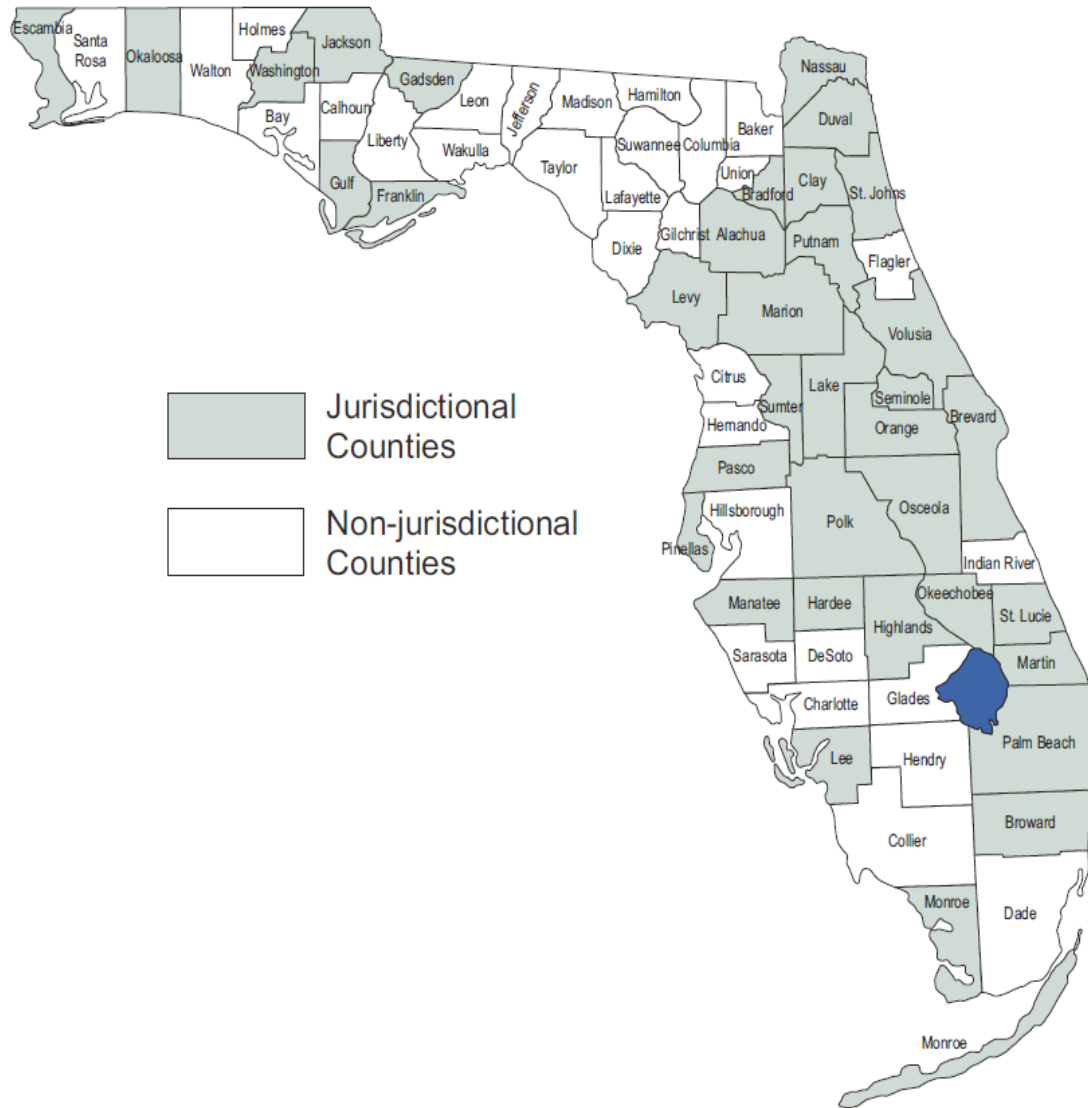 Escambia
Santa
Rosa
Okaloosa
Walton
Holmes
Washington
Jackson
Bay
Calhoun
Gulf
Gadsden
Liberty
Franklin
Leon
Wakulla
Jefferson
Madison
Taylor
Hamilton
Suwannee
Lafayette
Dixie
Columbia
Gilchrist
Baker
Union
Bradford
Alachua
Levy
Nassau
Duval
Clay
St. Johns
Putnam
Flagler
Marion
Volusia
Citrus
Sumter
Lake
Seminole
Hernando
Orange
Brevard
Pasco
Hillsborough
Pinellas
Polk
Osceola
Indian River
Manatee
Hardee
Highlands
Okeechobee
St. Lucie
Sarasota
DeSoto
Martin
Charlotte
Glades
Lee
Hendry
Palm Beach
Collier
Broward
Monroe
Dade
Monroe
Jurisdictional
Counties
Non-jurisdictional
Counties